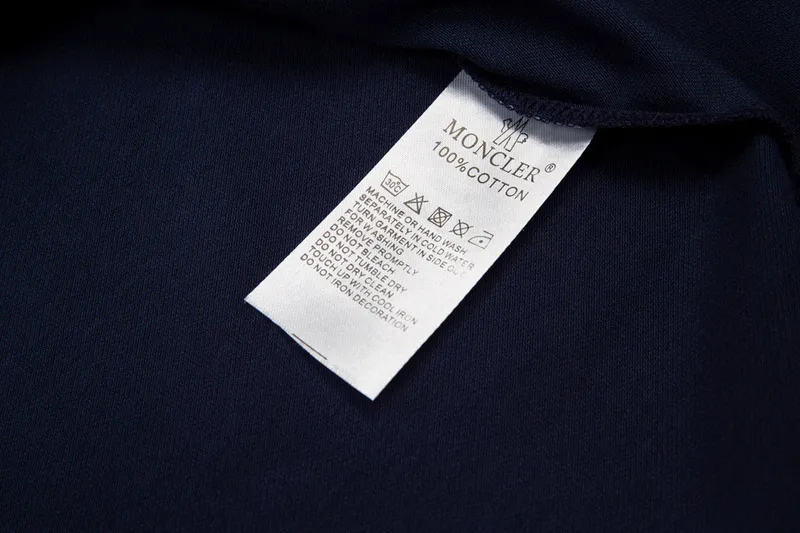 MONCLER®
100%COTTON
30°C
MACHINE OR HAND WASH
SEPARATELY IN COLD WATER
TURN GARMENT IN SIDE OUT
FOR WASHING
REMOVE PROMPTLY
DO NOT BLEACH
DO NOT TUMBLE DRY
DO NOT DRY CLEAN
TOUCH UP WITH COOL IRON
DO NOT IRON DECORATION